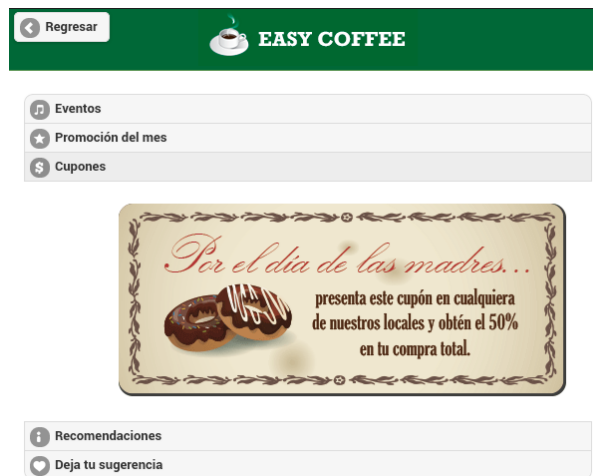 Regresar
EASY COFFEE
Eventos
Promoción del mes
Cupones
Por el día de las madres...
presenta este cupón en cualquiera
de nuestros locales y obtén el 50%
en tu compra total.
Recomendaciones
Deja tu sugerencia